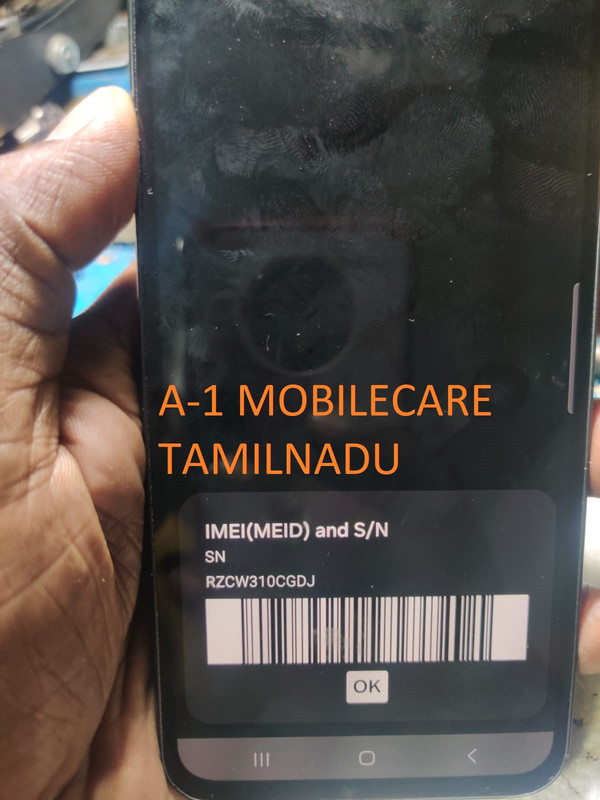 A-1 MOBILECARE
TAMILNADU
IMEI(MEID) and S/N
SN
RZCW310CGDJ
OK